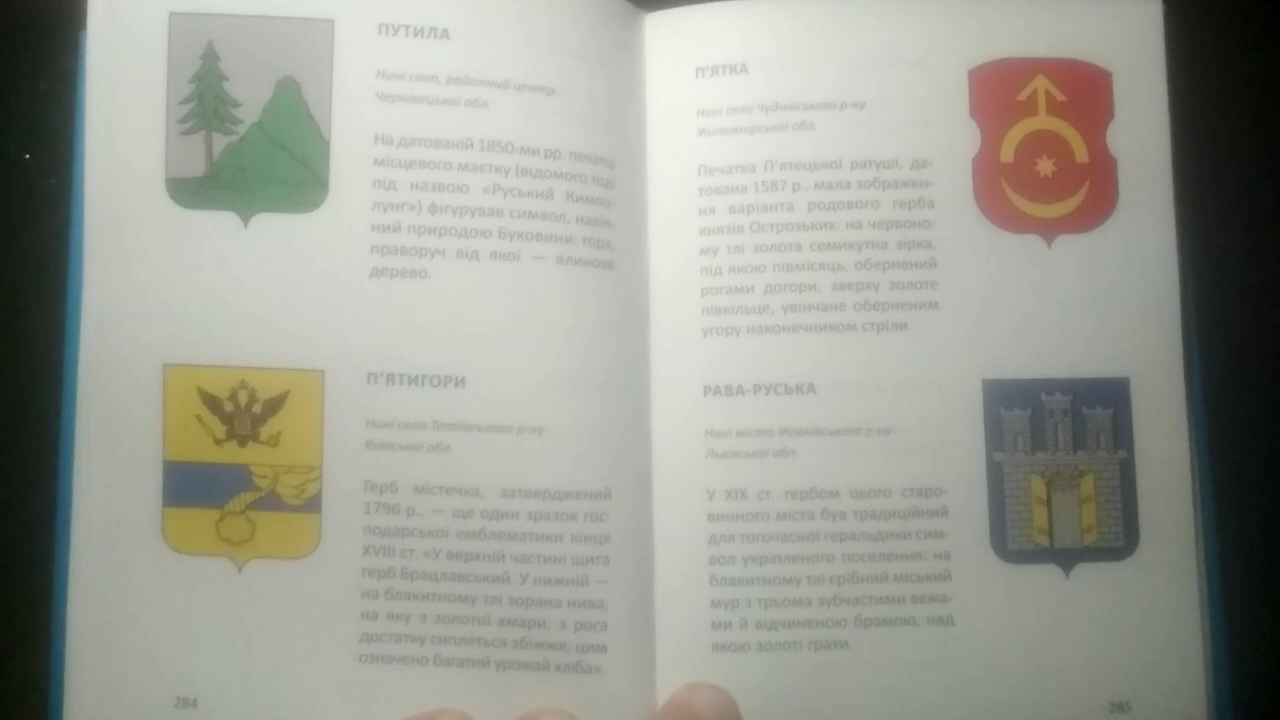 ПУТИЛА
Нині смт, районний центр
Чернівецької обл.
На датованій 1850-ми рр. печатці
місцевого маєтку (відомого тоді
під назвою «Руський Кимпо-
лунґ») фігурував символ, навія-
ний природою Буковини: гора,
праворуч від якої — ялинове
дерево.
П'ЯТИГОРИ
Нині село Тетіївського р-ну
Київської обл.
Герб містечка, затверджений
1796 р., — ще один зразок гос-
подарської емблематики кінця
XVIII ст. «У верхній частині щита
герб Брацлавський. У нижній —
на блакитному тлі зорана нива,
на яку з золотої хмари, з рога
достатку сиплеться збіжжя; цим
означено багатий урожай хліба».
284
П'ЯТКА
Нині село Чуднівського р-ну
Житомирської обл.
Печатка П'ятецької ратуші, да-
тована 1587 р., мала зображен-
ня варіанта родового герба
князів Острозьких: на червоно-
му тлі золота семикутна зірка,
під якою півмісяць, обернений
рогами догори; зверху золоте
півкільце, увінчане оберненим
угору наконечником стріли.
РАВА-РУСЬКА
Нині місто Жовківського р-ну
Львівської обл.
У XIX ст. гербом цього старо-
винного міста був традиційний
для тогочасної геральдики сим-
вол укріпленого поселення: на
блакитному тлі срібний міський
мур з трьома зубчастими вежа-
ми й відчиненою брамою, над
якою золоті ґрати.
285